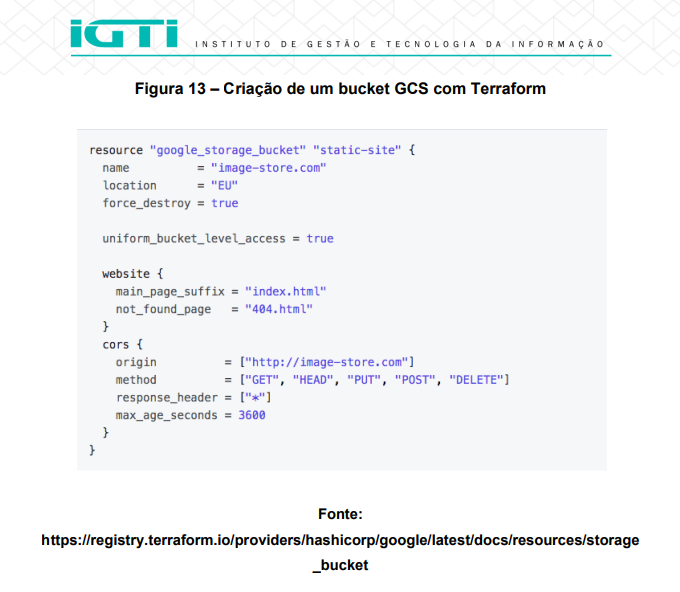 iGTi
INSTITUTO DE GESTÃO E TECNOLOGIA DA INFORMAÇÃO
Figura 13 – Criação de um bucket GCS com Terraform
resource "google_storage_bucket" "static-site" {
  name          = "image-store.com"
  location      = "EU"
  force_destroy = true

  uniform_bucket_level_access = true

  website {
    main_page_suffix = "index.html"
    not_found_page   = "404.html"
  }
  cors {
    origin          = ["http://image-store.com"]
    method          = ["GET", "HEAD", "PUT", "POST", "DELETE"]
    response_header = ["*"]
    max_age_seconds = 3600
  }
}
Fonte:
https://registry.terraform.io/providers/hashicorp/google/latest/docs/resources/storage
_bucket